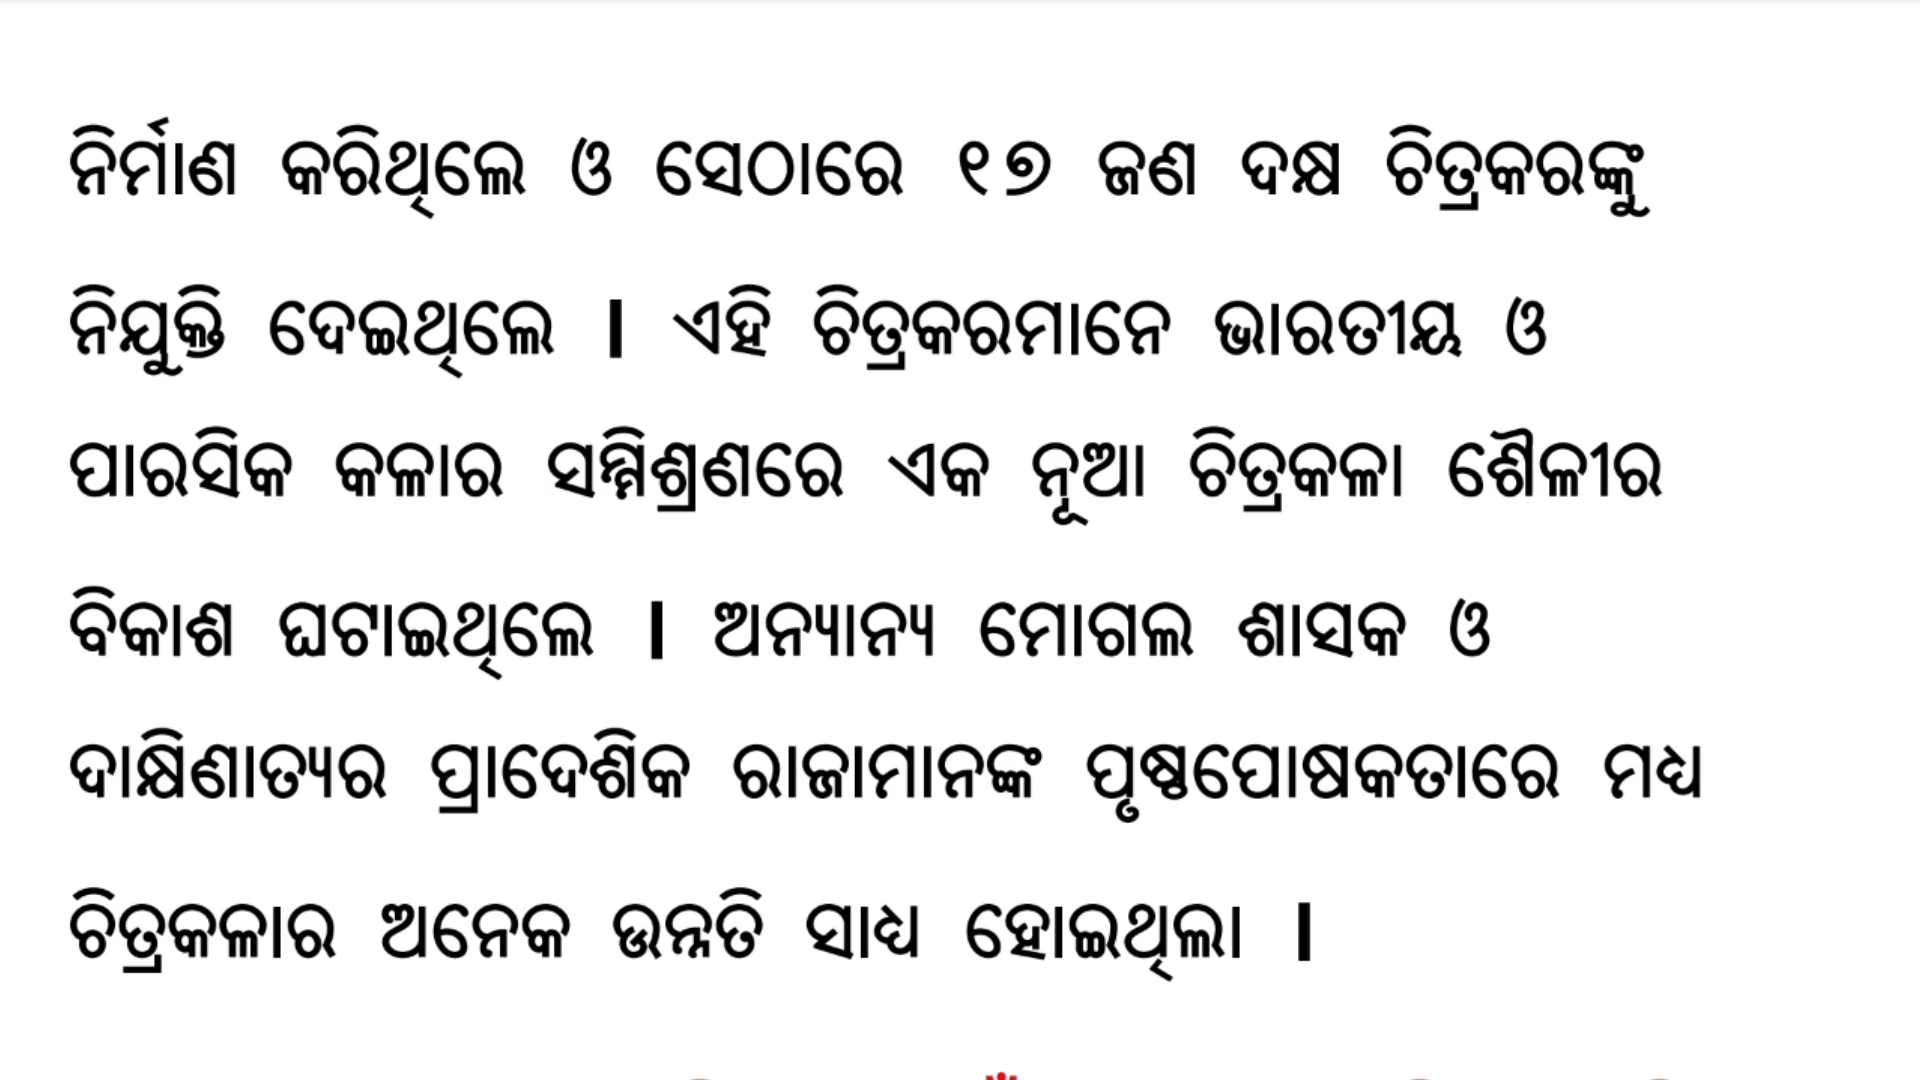 ନିର୍ମାଣ କରିଥିଲେ ଓ ସେଠାରେ ୧୭ ଜଣ ଦକ୍ଷ ଚିତ୍ରକରଙ୍କୁ
ନିଯୁକ୍ତି ଦେଇଥିଲେ । ଏହି ଚିତ୍ରକରମାନେ ଭାରତୀୟ ଓ
ପାରସିକ କଳାର ସମ୍ମିଶ୍ରଣରେ ଏକ ନୂଆ ଚିତ୍ରକଳା ଶୈଳୀର
ବିକାଶ ଘଟାଇଥିଲେ । ଅନ୍ୟାନ୍ୟ ମୋଗଲ ଶାସକ ଓ
ଦାକ୍ଷିଣାତ୍ୟର ପ୍ରାଦେଶିକ ରାଜାମାନଙ୍କ ପୃଷ୍ଠପୋଷକତାରେ ମଧ୍ୟ
ଚିତ୍ରକଳାର ଅନେକ ଉନ୍ନତି ସାଧ୍ୟ ହୋଇଥିଲା ।